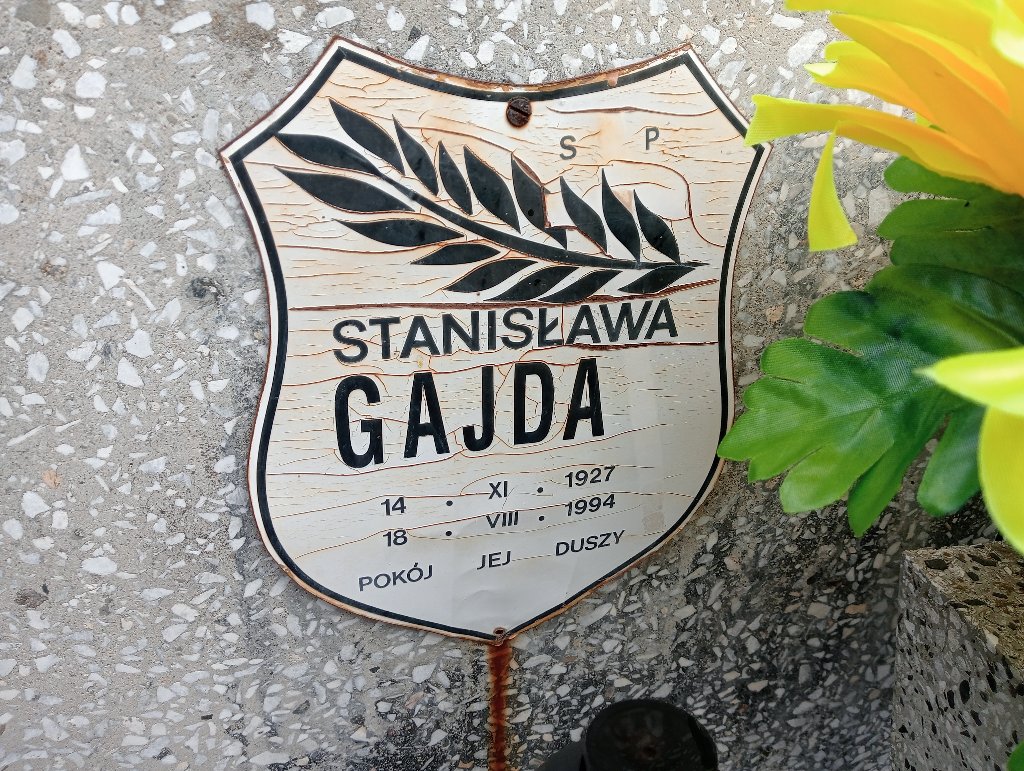 S P
STANISŁAWA
GAJDA
14 · XI · 1927
18 · VIII · 1994
POKÓJ JEJ DUSZY